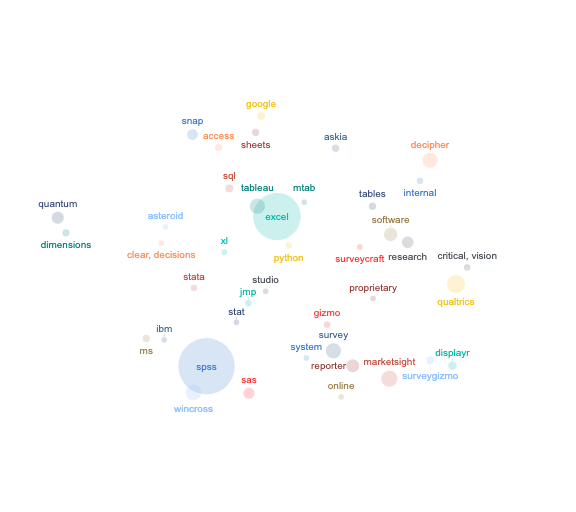 google
snap
access
sheets
askia
decipher
sql
tableau
mtab
tables
internal
quantum
asteroid
excel
software
dimensions
xl
clear, decisions
python
surveycraft
research
critical, vision
stata
studio
jmp
proprietary
qualtrics
stat
gizmo
ibm
survey
ms
system
displayr
spss
reporter
marketsight
surveygizmo
sas
online
wincross